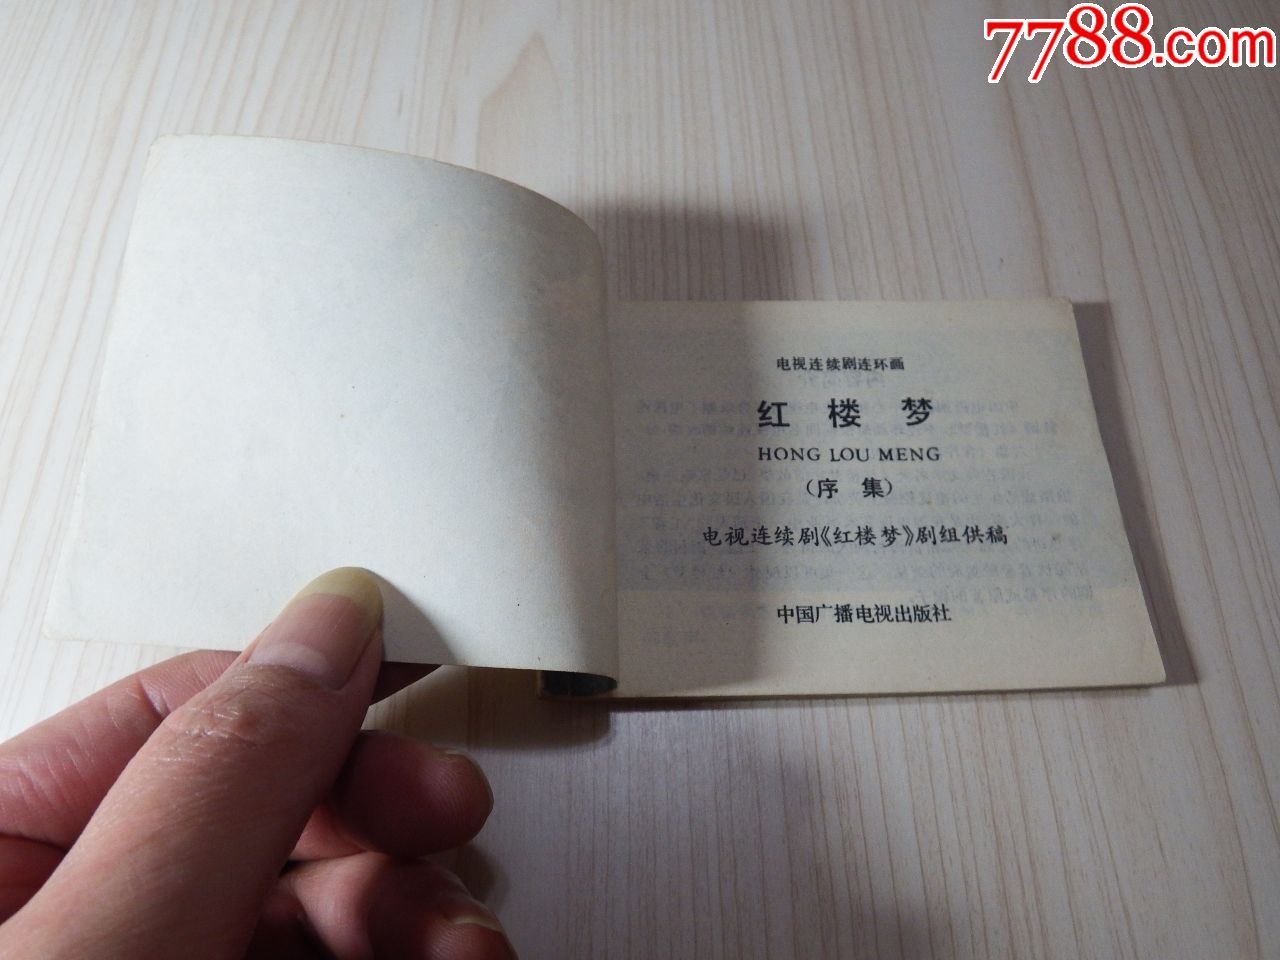 7788.com
电视连续剧连环画
红楼梦
HONG LOU MENG
(序集)
电视连续剧《红楼梦》剧组供稿
中国广播电视出版社